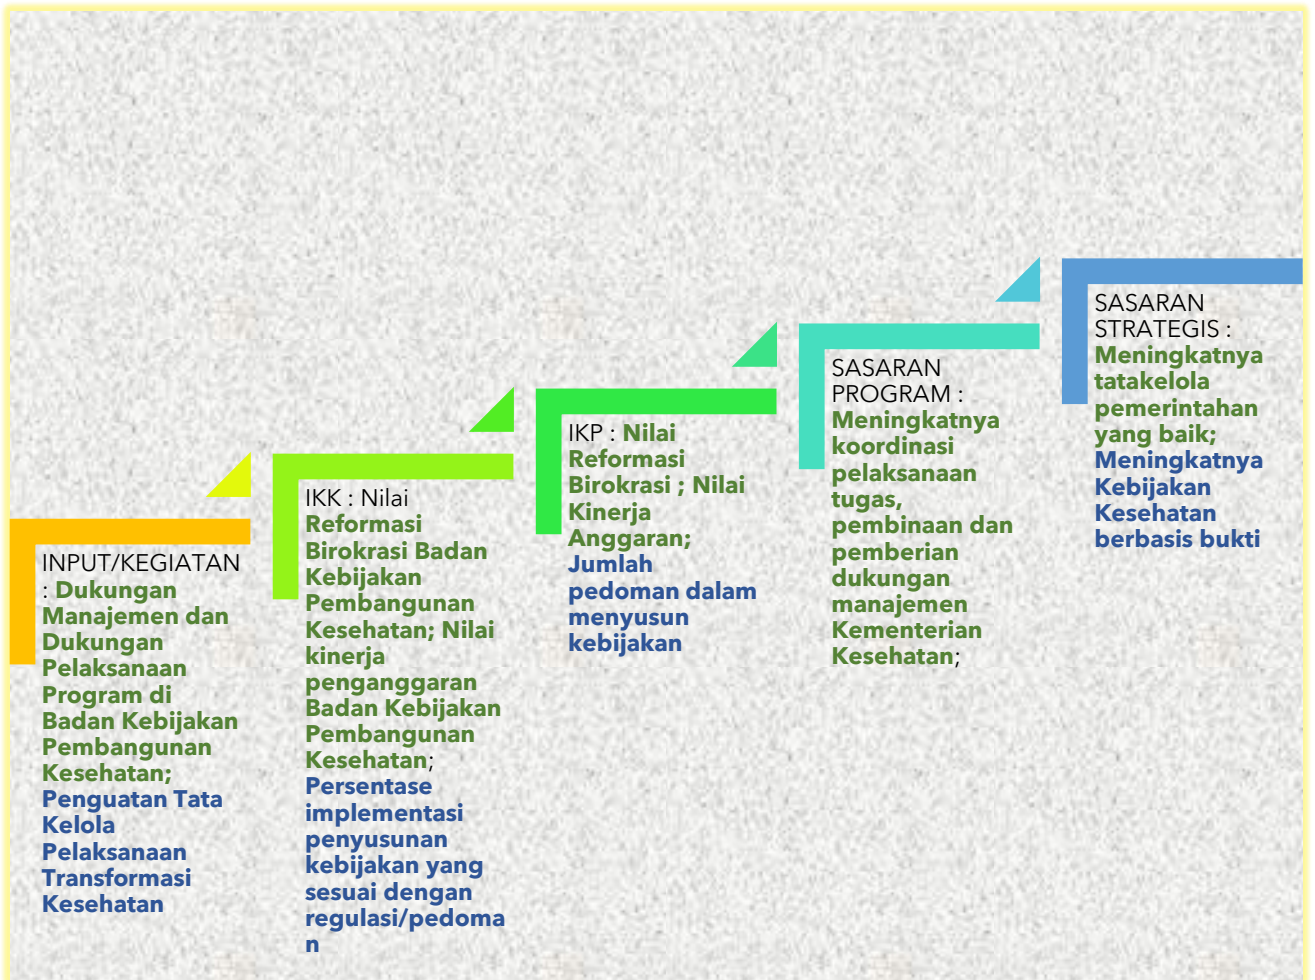 INPUT/KEGIATAN
: Dukungan
Manajemen dan
Dukungan
Pelaksanaan
Program di
Badan Kebijakan
Pembangunan
Kesehatan;
Penguatan Tata
Kelola
Pelaksanaan
Transformasi
Kesehatan
IKK : Nilai
Reformasi
Birokrasi Badan
Kebijakan
Pembangunan
Kesehatan; Nilai
kinerja
penganggaran
Badan Kebijakan
Pembangunan
Kesehatan;
Persentase
implementasi
penyusunan
kebijakan yang
sesuai dengan
regulasi/pedoma
n
IKP : Nilai
Reformasi
Birokrasi ; Nilai
Kinerja
Anggaran;
Jumlah
pedoman dalam
menyusun
kebijakan
SASARAN
PROGRAM :
Meningkatnya
koordinasi
pelaksanaan
tugas,
pembinaan dan
pemberian
dukungan
manajemen
Kementerian
Kesehatan;
SASARAN
STRATEGIS :
Meningkatnya
tatakelola
pemerintahan
yang baik;
Meningkatnya
Kebijakan
Kesehatan
berbasis bukti